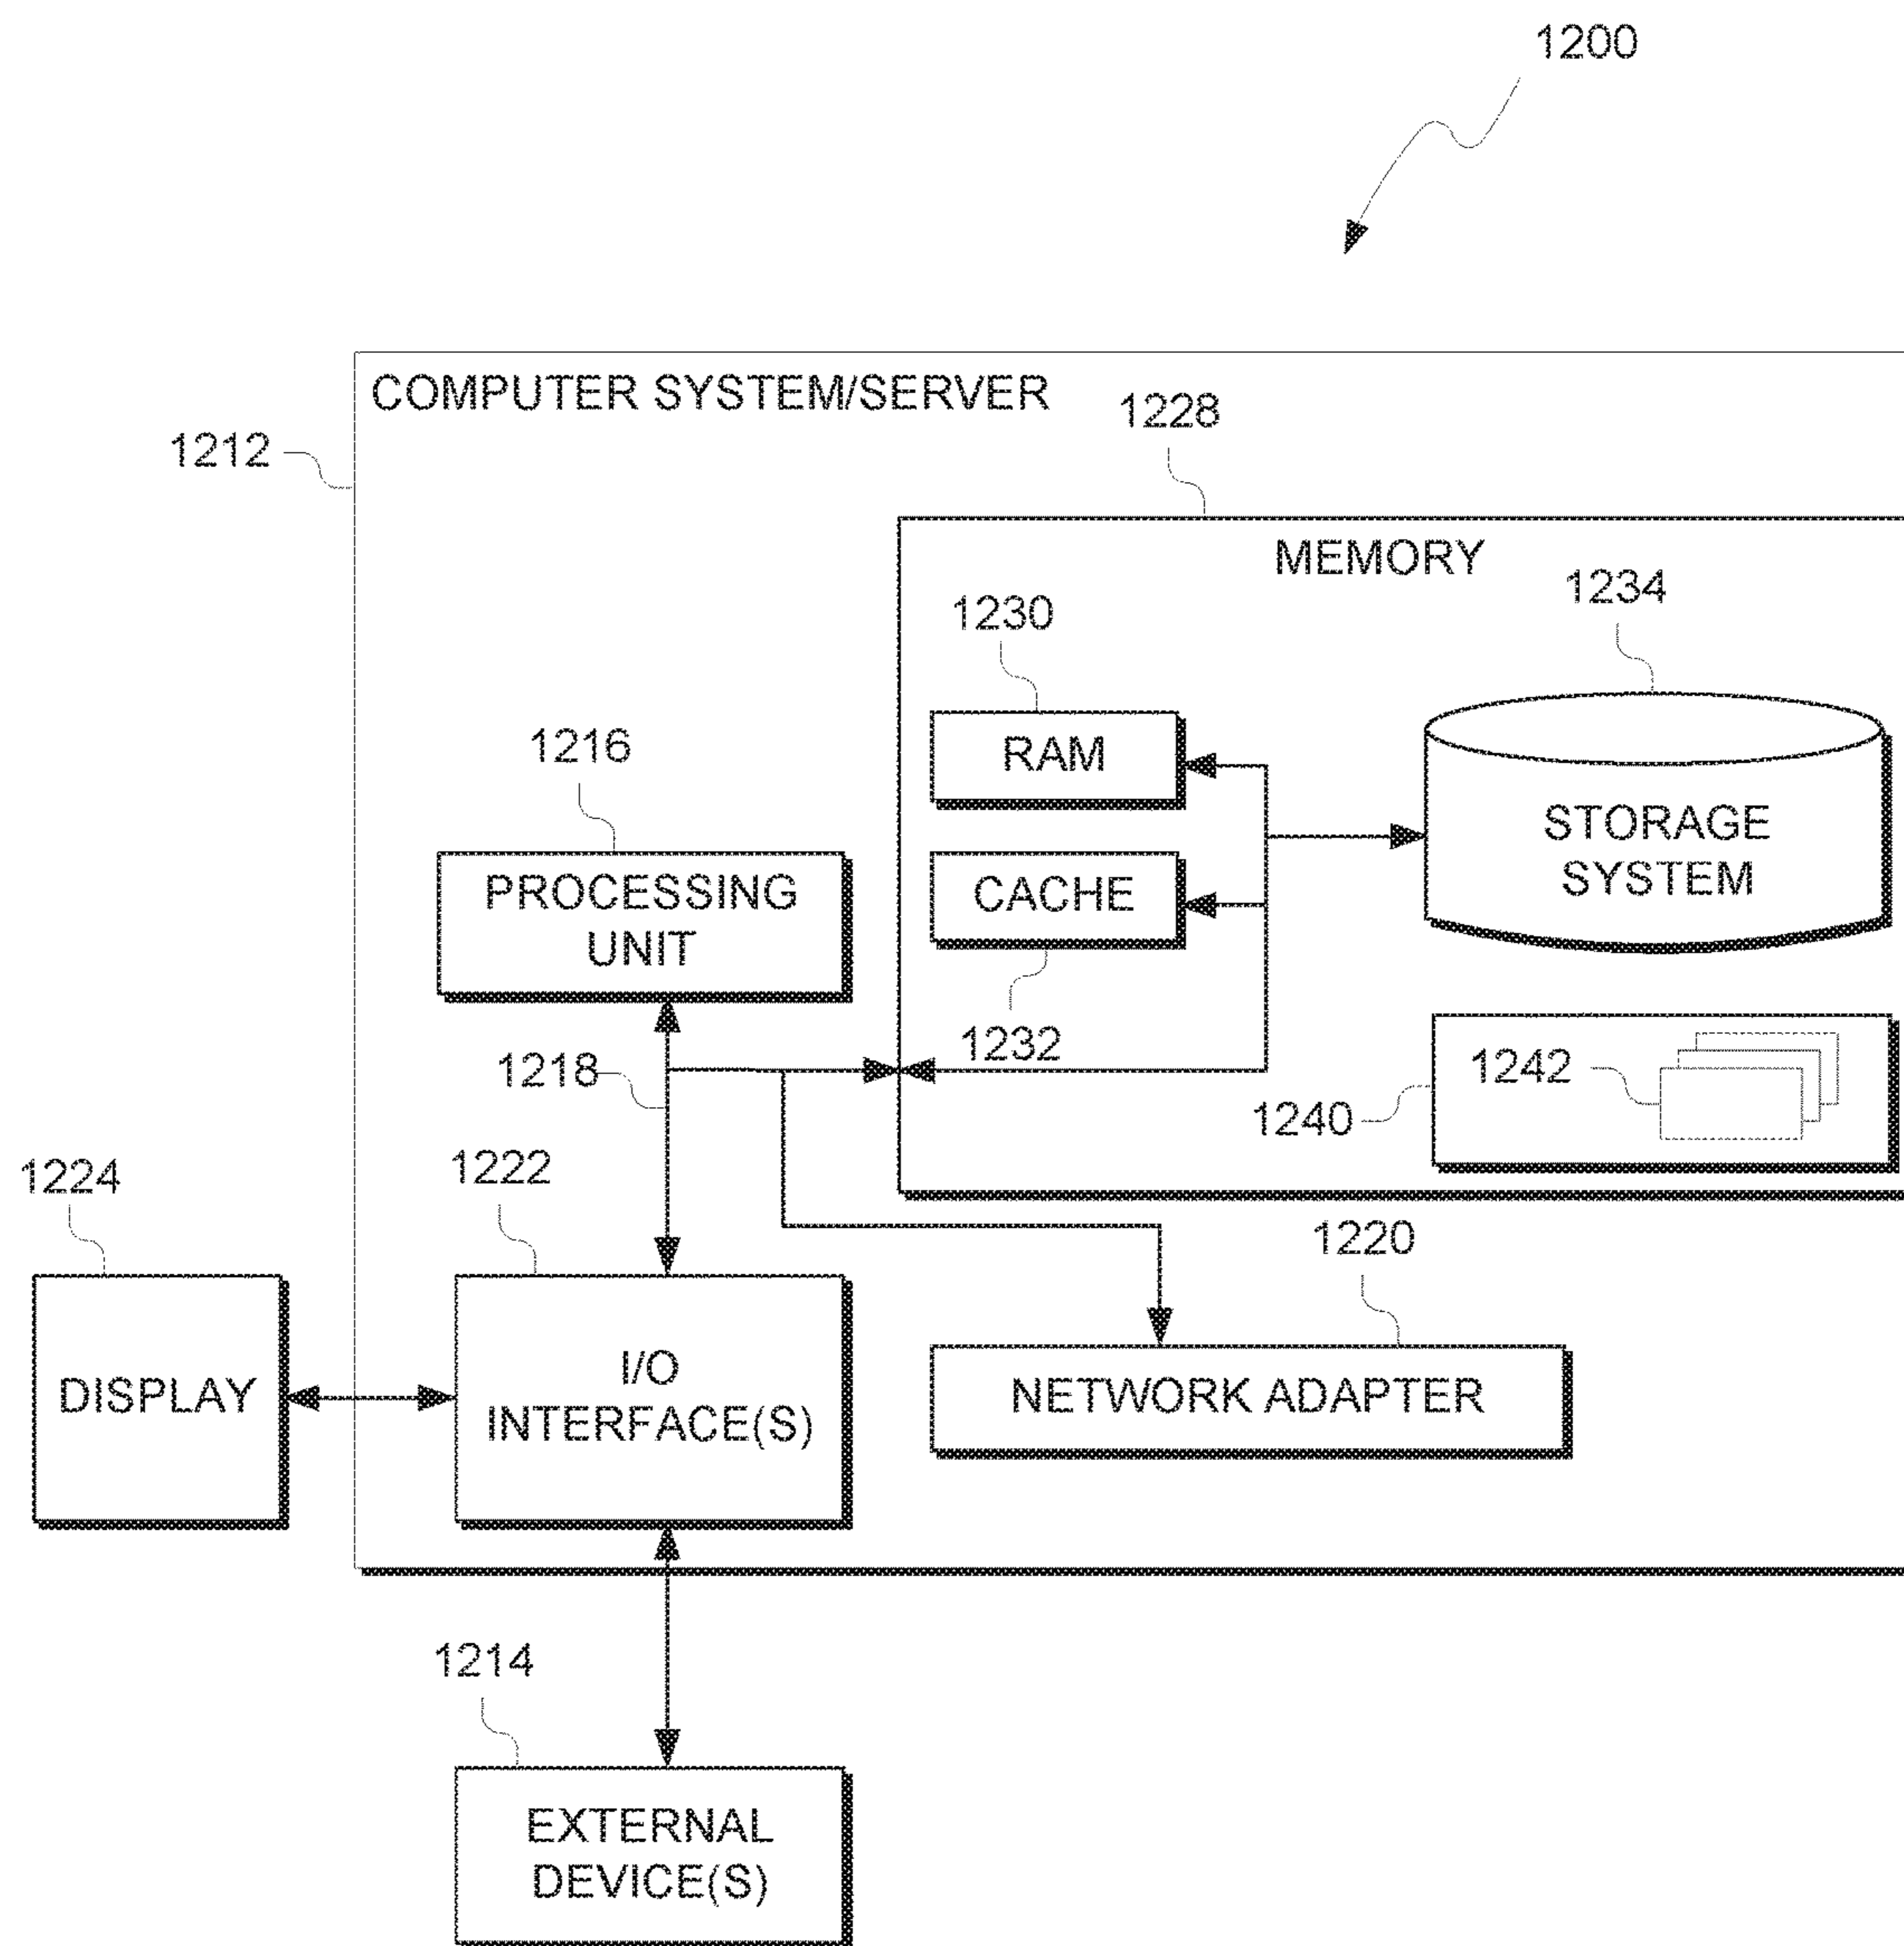 1200
COMPUTER SYSTEM/SERVER
1212
1228
MEMORY
1230
1234
RAM
1216
STORAGE
SYSTEM
PROCESSING
UNIT
CACHE
1232
1218
1242
1240
1224
1222
1220
DISPLAY
I/O
INTERFACE(S)
NETWORK ADAPTER
1214
EXTERNAL
DEVICE(S)